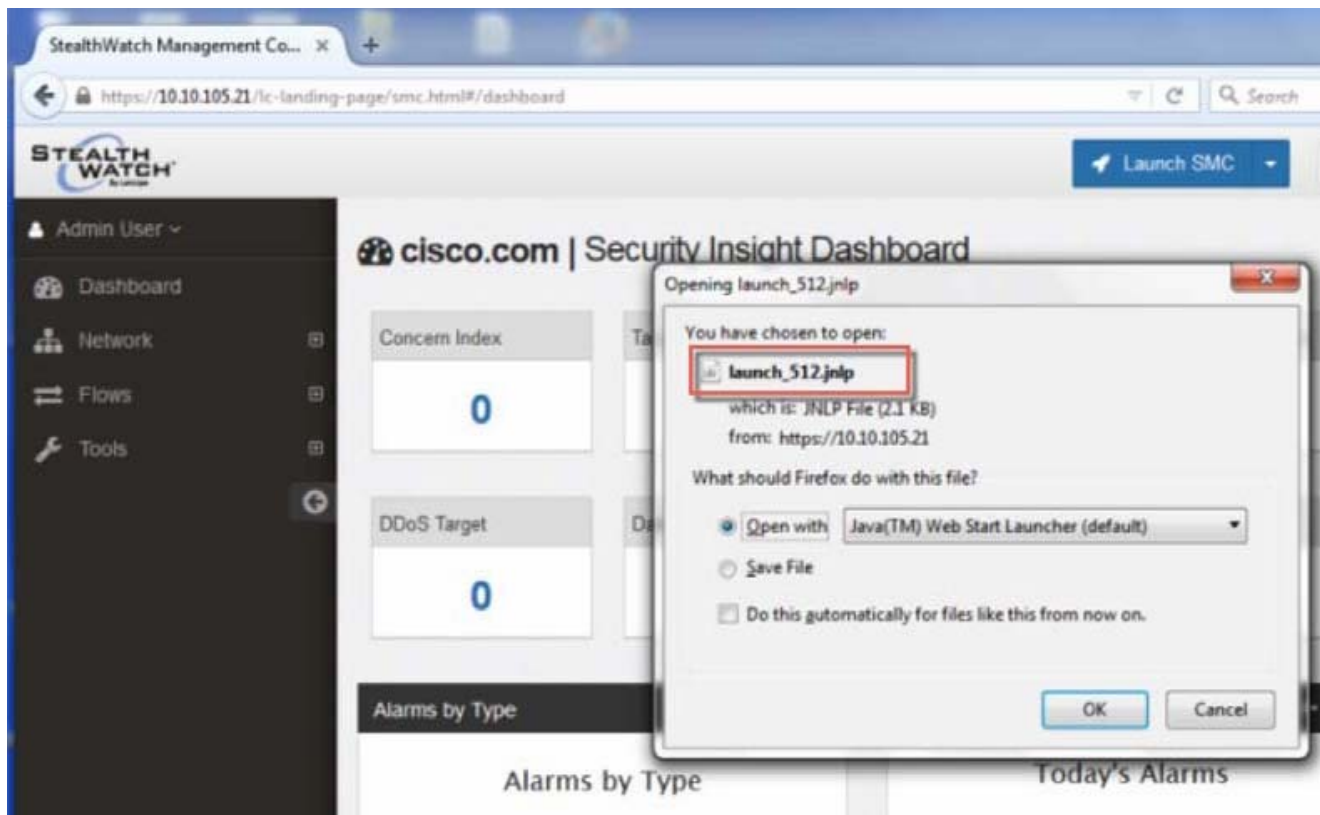 StealthWatch Management Co... × +
https://10.10.105.21/lc-landing-page/smc.html#/dashboard
Search
STEALTH
WATCH
By Lancope
Launch SMC
Admin User
Dashboard
Network
Flows
Tools
cisco.com | Security Insight Dashboard
Concern Index
0
Ta
DDoS Target
0
Da
Alarms by Type
Alarms by Type
Today's Alarms
Opening launch_512.jnlp
You have chosen to open:
launch_512.jnlp
which is: JNLP File (2.1 KB)
from: https://10.10.105.21
What should Firefox do with this file?
Open with
Java(TM) Web Start Launcher (default)
Save File
Do this automatically for files like this from now on.
OK
Cancel